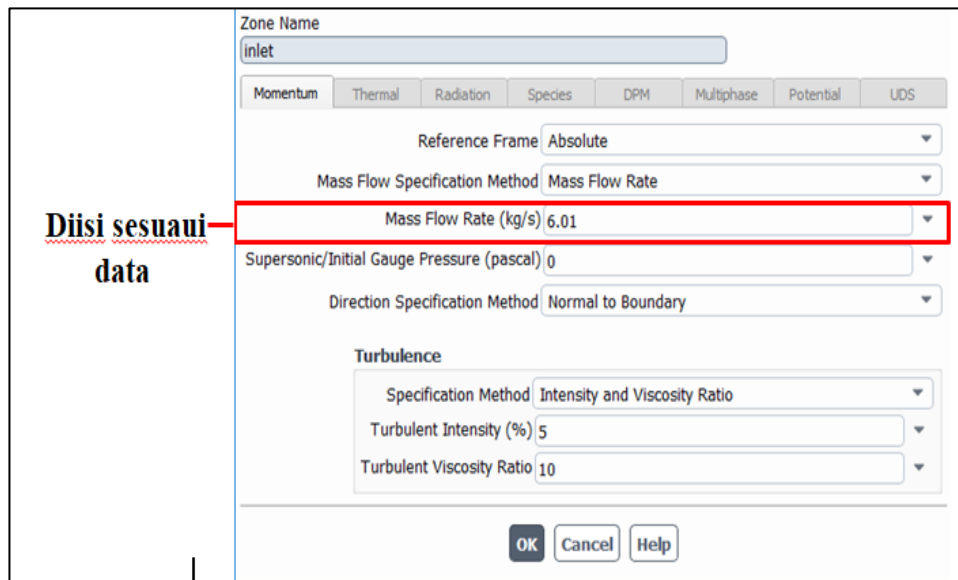 Zone Name
inlet
Momentum Thermal Radiation Species DPM Multiphase Potential UDS
Reference Frame Absolute
Mass Flow Specification Method Mass Flow Rate
Diisi sesuaui
data
Mass Flow Rate (kg/s) 6.01
Supersonic/Initial Gauge Pressure (pascal) 0
Direction Specification Method Normal to Boundary
Turbulence
Specification Method Intensity and Viscosity Ratio
Turbulent Intensity (%) 5
Turbulent Viscosity Ratio 10
OK Cancel Help